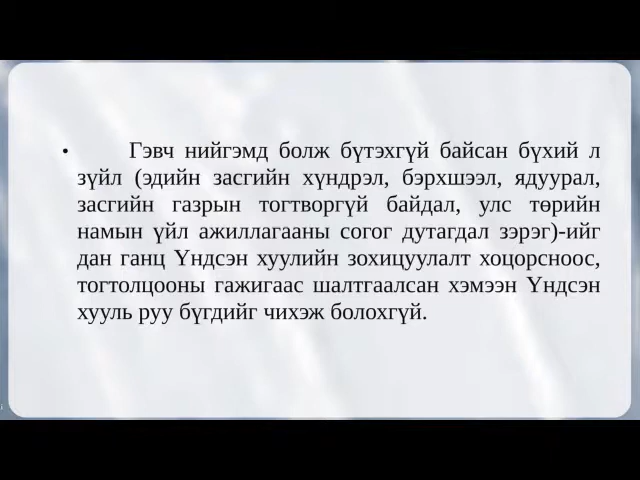 • Гэвч нийгэмд болж бүтэхгүй байсан бүхий л
зүйл (эдийн засгийн хүндрэл, бэрхшээл, ядуурал,
засгийн газрын тогтворгүй байдал, улс төрийн
намын үйл ажиллагааны согог дутагдал зэрэг)-ийг
дан ганц Үндсэн хуулийн зохицуулалт хоцорсноос,
тогтолцооны гажигаас шалтгаалсан хэмээн Үндсэн
хууль руу бүгдийг чихэж болохгүй.